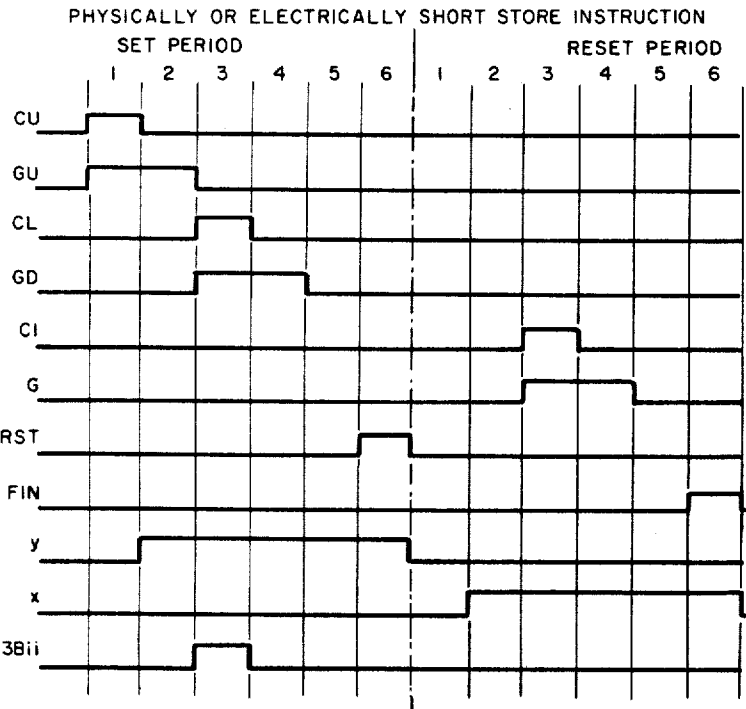 PHYSICALLY OR ELECTRICALLY SHORT STORE INSTRUCTION
SET PERIOD RESET PERIOD
1 2 3 4 5 6 1 2 3 4 5 6
CU
GU
CL
GD
CI
G
RST
FIN
y
x
3Bii